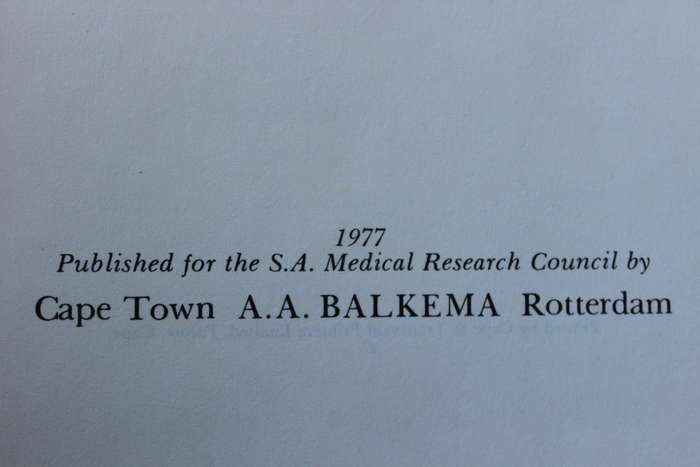 1977
Published for the S.A. Medical Research Council by
Cape Town A.A. BALKEMA Rotterdam